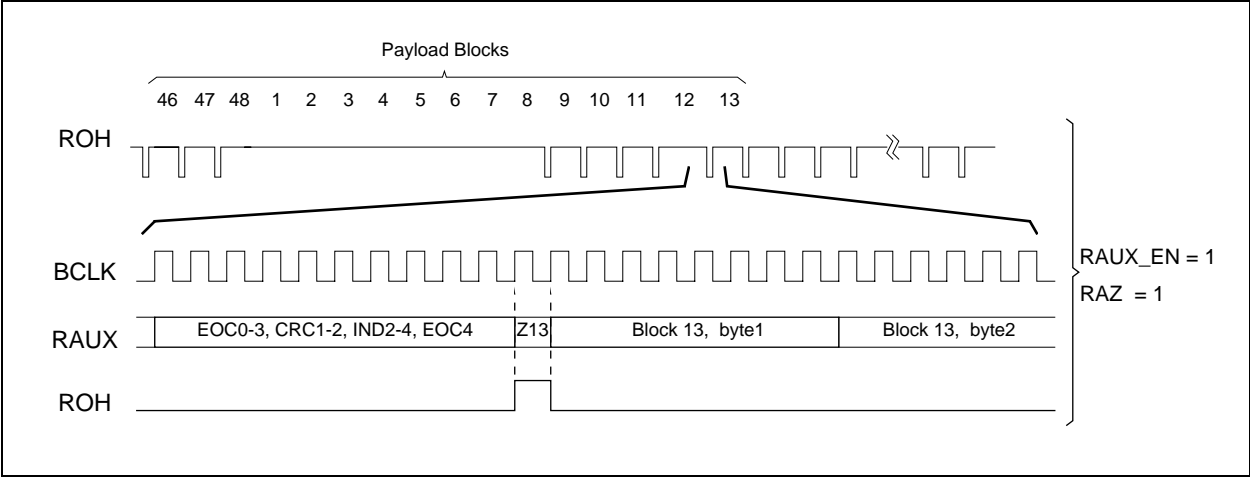 Payload Blocks
46 47 48 1 2 3 4 5 6 7 8 9 10 11 12 13
ROH
BCLK
RAUX_EN = 1
RAZ = 1
RAUX
EOC0-3, CRC1-2, IND2-4, EOC4 Z13 Block 13, byte1 Block 13, byte2
ROH